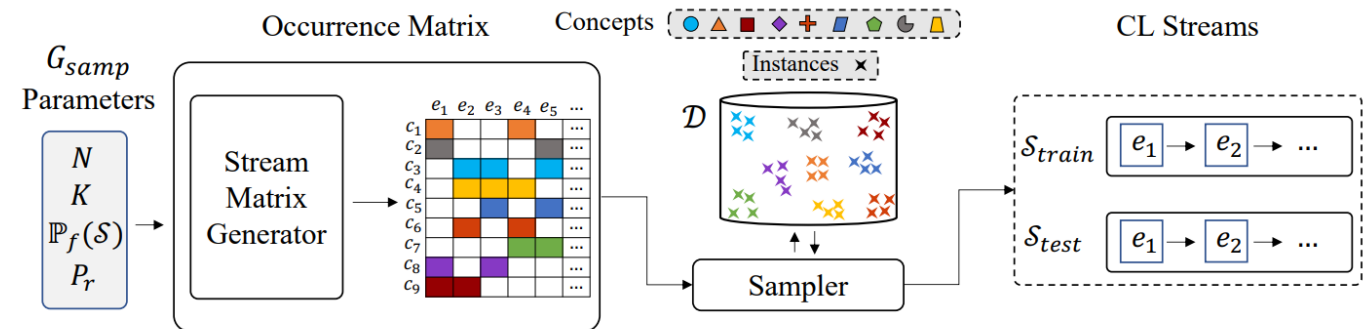 Occurrence Matrix
Concepts
CL Streams
G_samp
Parameters
Instances
N
K
ℙ_f(𝒮)
P_r
Stream
Matrix
Generator
e_1 e_2 e_3 e_4 e_5 ...
c_1 ...
c_2 ...
c_3 ...
c_4 ...
c_5 ...
c_6 ...
c_7 ...
c_8 ...
c_9 ...
𝒟
Sampler
𝒮_train e_1 e_2 ...
𝒮_test e_1 e_2 ...